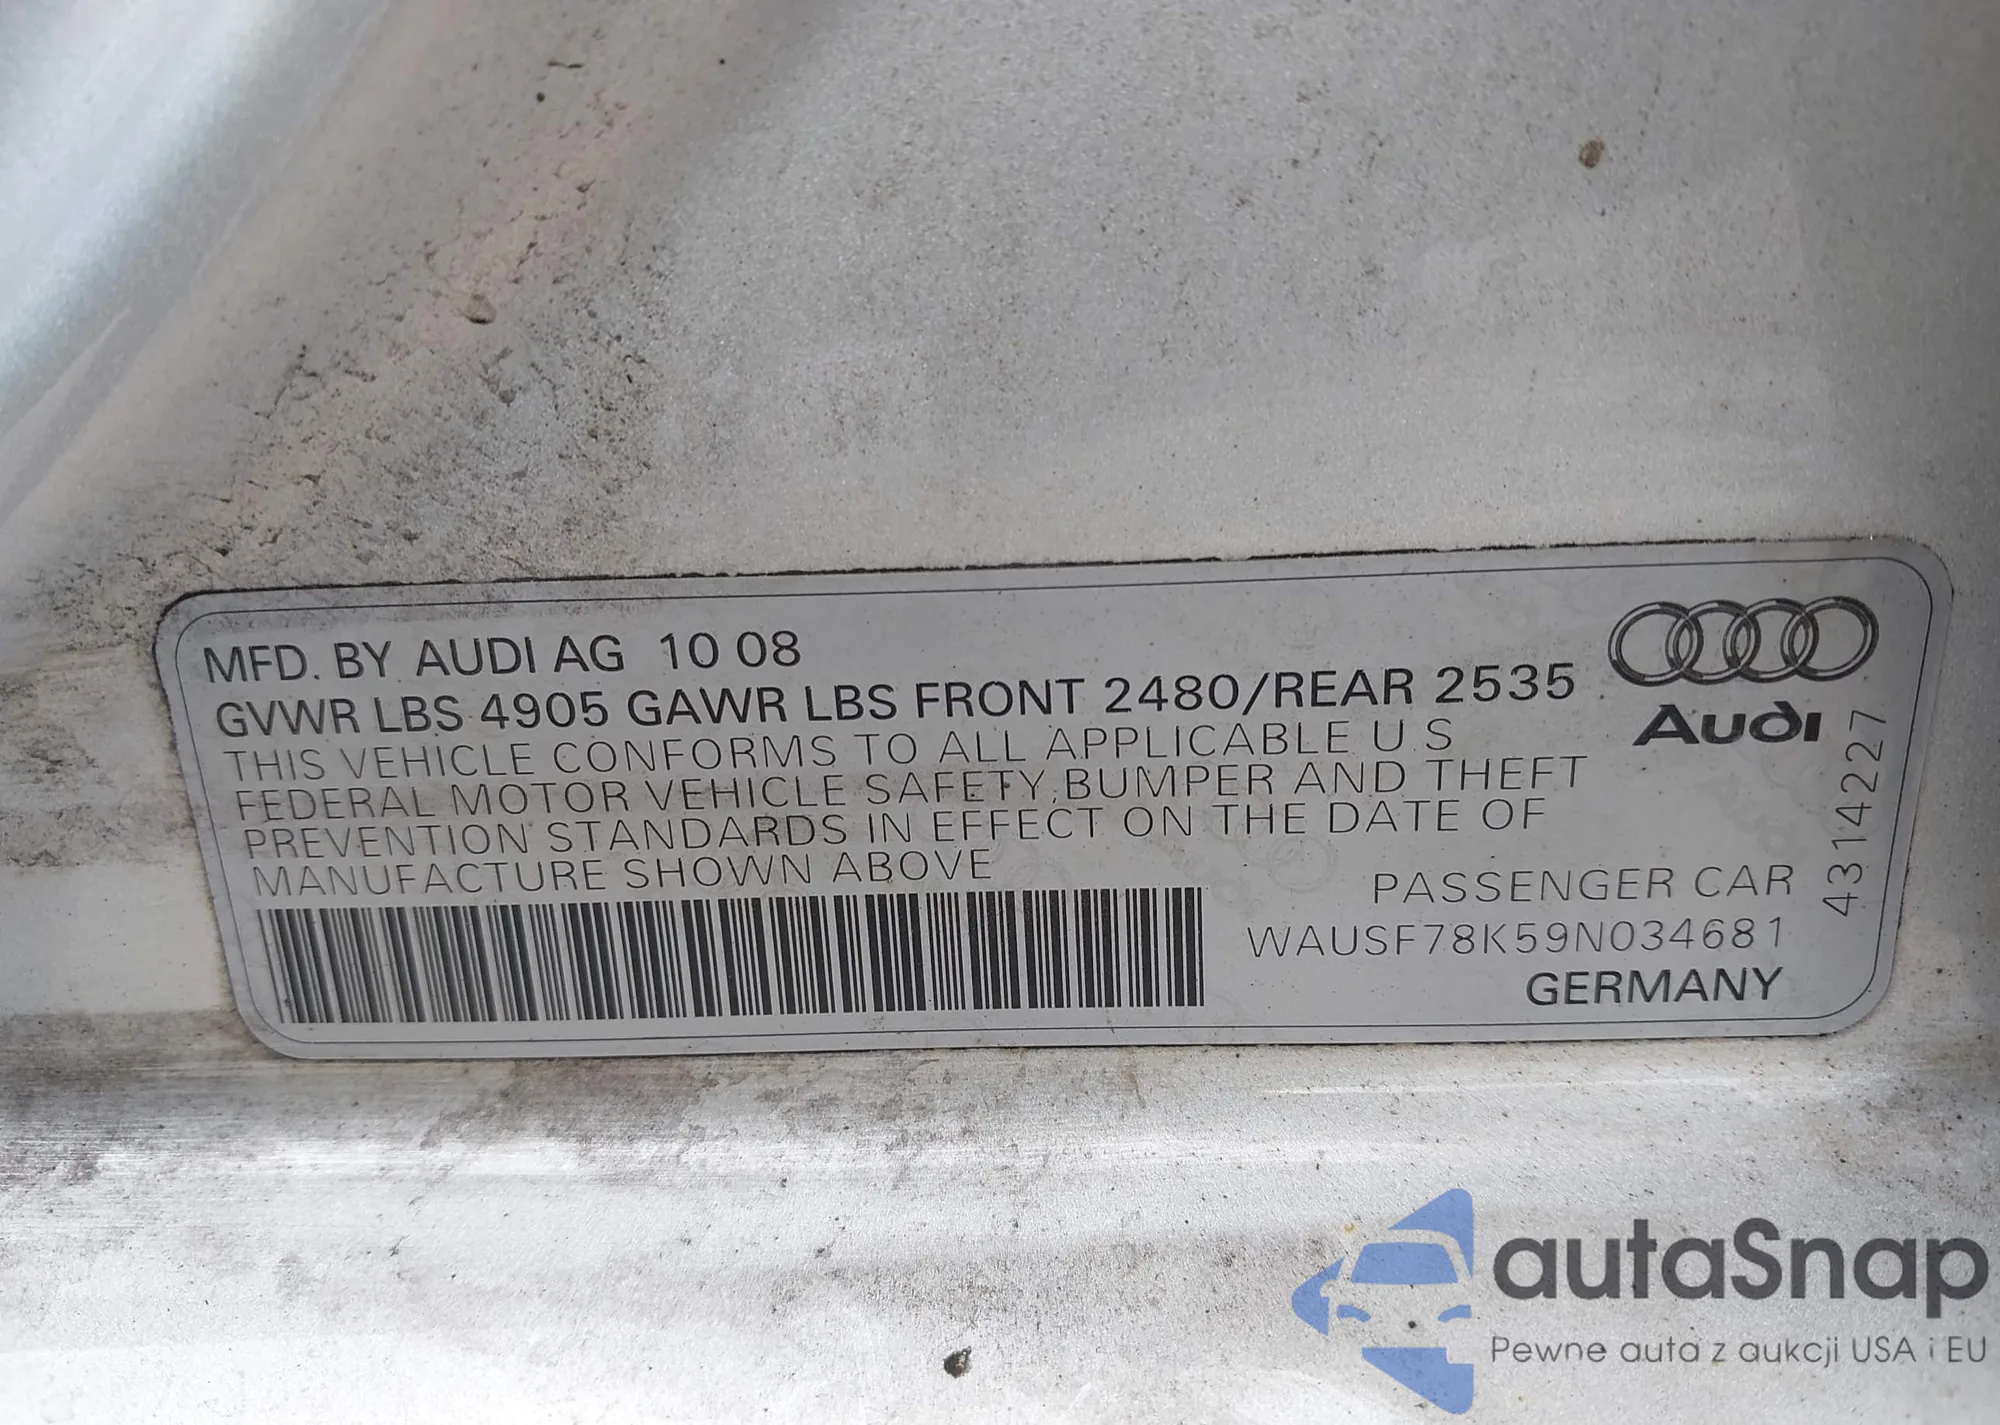 MFD. BY AUDI AG 10 08
GVWR LBS 4905 GAWR LBS FRONT 2480/REAR 2535
THIS VEHICLE CONFORMS TO ALL APPLICABLE U S
FEDERAL MOTOR VEHICLE SAFETY, BUMPER AND THEFT
PREVENTION STANDARDS IN EFFECT ON THE DATE OF
MANUFACTURE SHOWN ABOVE
Audi
4314227
PASSENGER CAR
WAUSF78K59N034681
GERMANY
autaSnap
Pewne auta z aukcji USA i EU